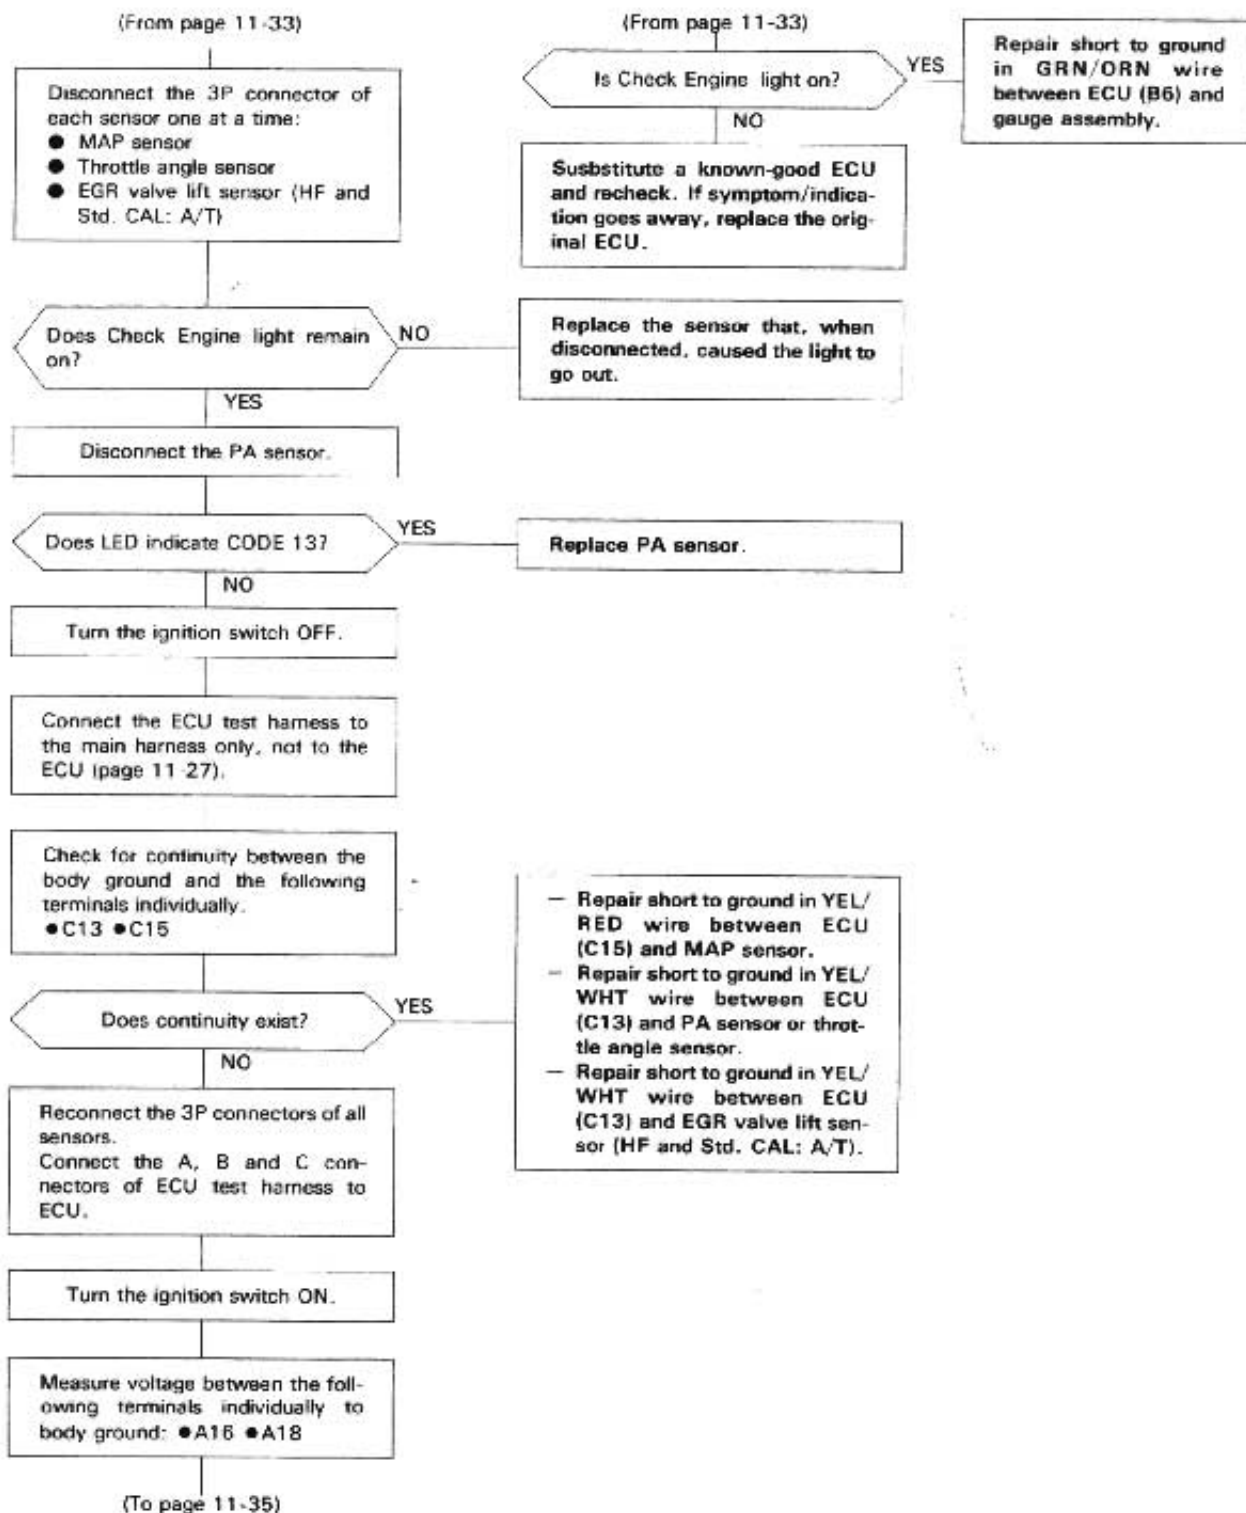 (From page 11-33)
Disconnect the 3P connector of
each sensor one at a time:
● MAP sensor
● Throttle angle sensor
● EGR valve lift sensor (HF and
Std. CAL: A/T)
Does Check Engine light remain
on?
NO
Replace the sensor that, when
disconnected, caused the light to
go out.
YES
Disconnect the PA sensor.
Does LED indicate CODE 13?
YES
Replace PA sensor.
NO
Turn the ignition switch OFF.
Connect the ECU test harness to
the main harness only, not to the
ECU (page 11-27).
Check for continuity between the
body ground and the following
terminals individually.
●C13 ●C15
Does continuity exist?
YES
— Repair short to ground in YEL/
RED wire between ECU
(C15) and MAP sensor.
— Repair short to ground in YEL/
WHT wire between ECU
(C13) and PA sensor or throt-
tle angle sensor.
— Repair short to ground in YEL/
WHT wire between ECU
(C13) and EGR valve lift sen-
sor (HF and Std. CAL: A/T).
NO
Reconnect the 3P connectors of all
sensors.
Connect the A, B and C con-
nectors of ECU test harness to
ECU.
Turn the ignition switch ON.
Measure voltage between the fol-
lowing terminals individually to
body ground: ●A16 ●A18
(To page 11-35)
(From page 11-33)
Is Check Engine light on?
YES
Repair short to ground
in GRN/ORN wire
between ECU (B6) and
gauge assembly.
NO
Susbstitute a known-good ECU
and recheck. If symptom/indica-
tion goes away, replace the orig-
inal ECU.